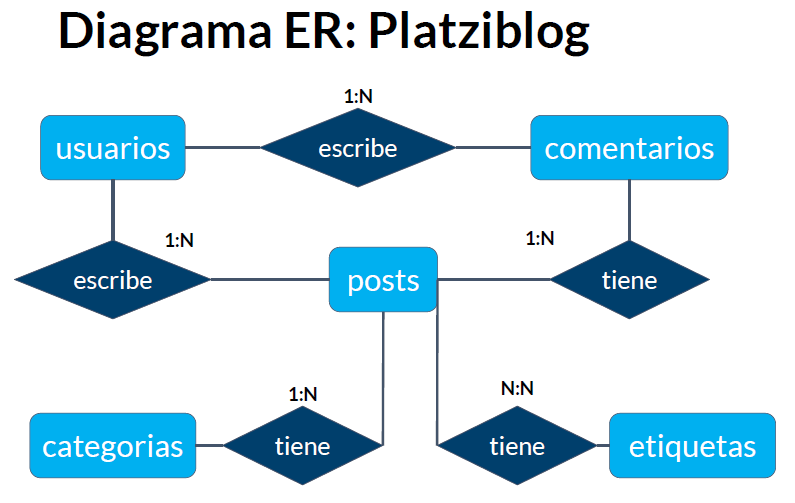 Diagrama ER: Platziblog
1:N
usuarios
escribe
comentarios
1:N
1:N
escribe
posts
tiene
1:N
N:N
categorias
tiene
tiene
etiquetas